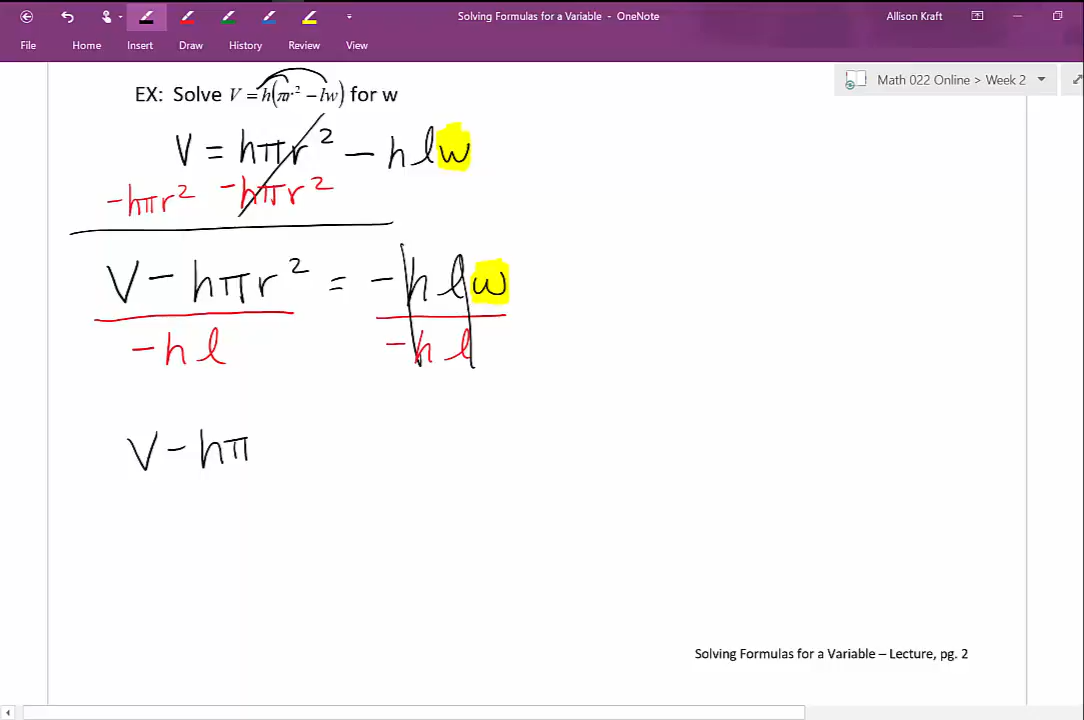 Solving Formulas for a Variable - OneNote
Allison Kraft
File Home Insert Draw History Review View
Math 022 Online > Week 2
EX: Solve V = h(πr² − lw) for w
V = hπr² − hlw
−hπr² −hπr²
V − hπr² = −hlw
−hl −hl
V − hπ
Solving Formulas for a Variable – Lecture, pg. 2